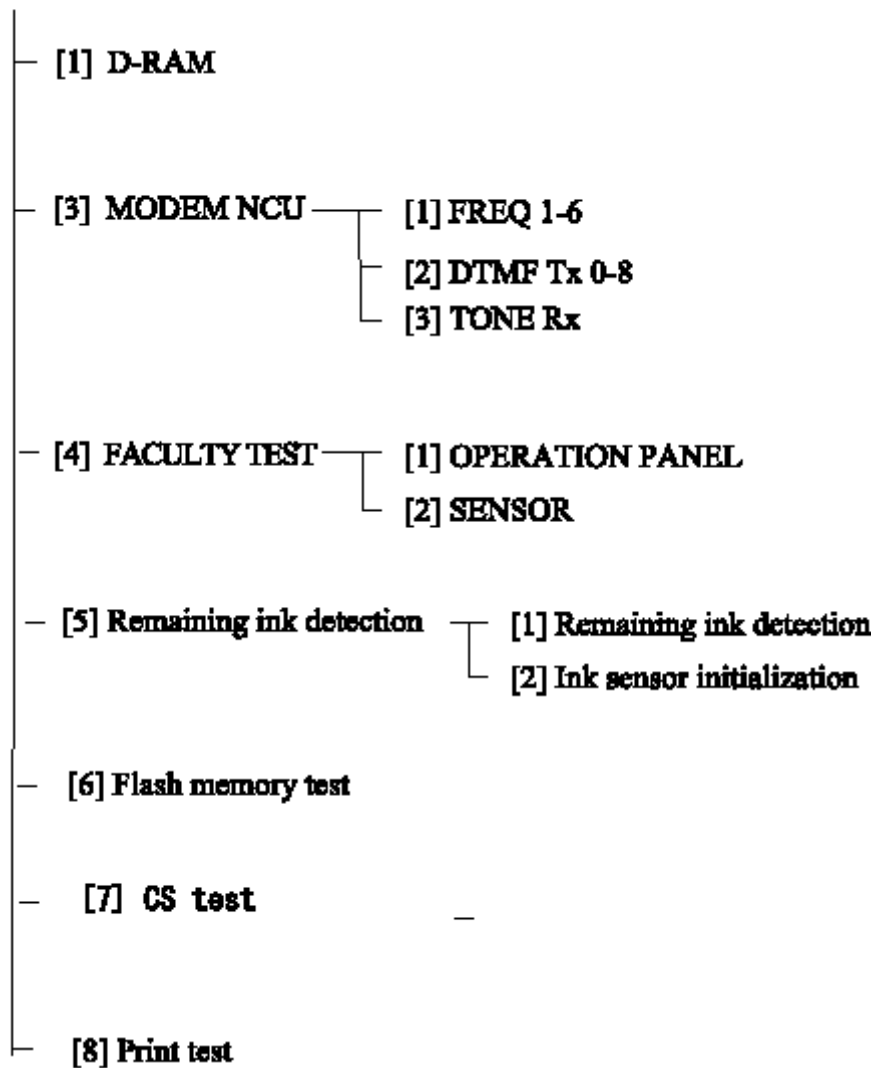 [1] D-RAM
[3] MODEM NCU
[1] FREQ 1-6
[2] DTMF Tx 0-8
[3] TONE Rx
[4] FACULTY TEST
[1] OPERATION PANEL
[2] SENSOR
[5] Remaining ink detection
[1] Remaining ink detection
[2] Ink sensor initialization
[6] Flash memory test
[7] CS test
[8] Print test